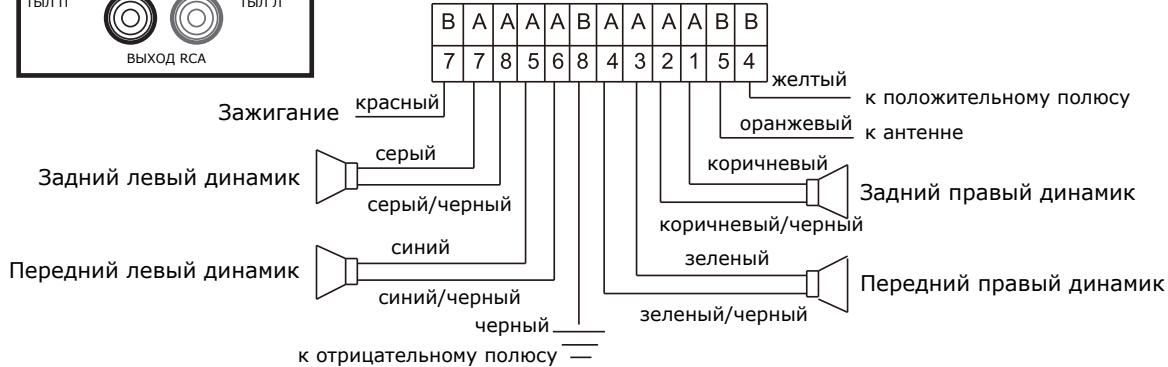 ТЫЛ П ТЫЛ Л
ВЫХОД RCA
B A A A A B A A A A B B
7 7 8 5 6 8 4 3 2 1 5 4
желтый
к положительному полюсу
Зажигание красный
оранжевый к антенне
серый
коричневый
Задний левый динамик
Задний правый динамик
серый/черный
коричневый/черный
синий
зеленый
Передний левый динамик
Передний правый динамик
синий/черный
зеленый/черный
черный
к отрицательному полюсу